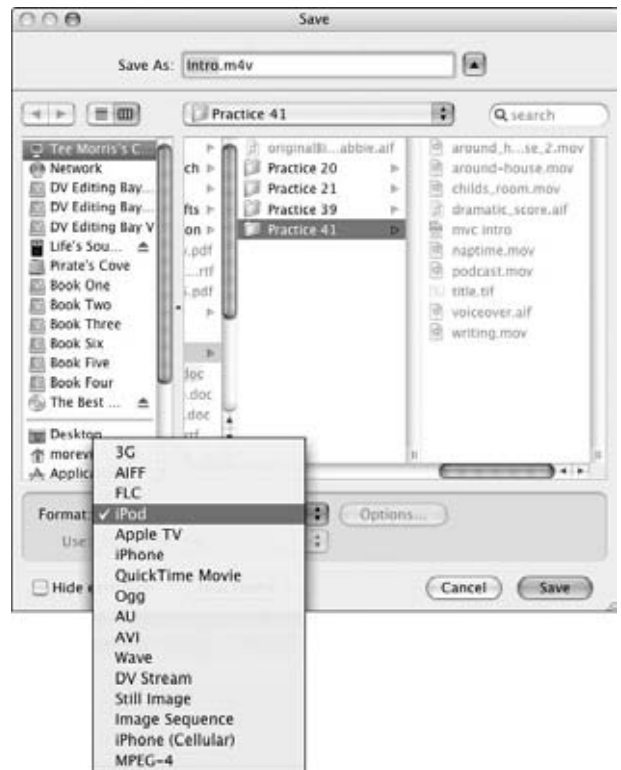 Save
Save As: Intro.m4v
Practice 41
search
Tee Morris's C...
Network
DV Editing Bay...
DV Editing Bay...
DV Editing Bay V
Life's Sou...
Pirate's Cove
Book One
Book Two
Book Three
Book Six
Book Five
Book Four
The Best ...
Desktop
Applic
ch
fts
on
.pdf
....rtf
.pdf
doc
.doc
.doc
abbie.aif
Practice 20
Practice 21
Practice 39
Practice 41
around_h...se_2.mov
around-house.mov
childs_room.mov
dramatic_score.aif
mvc intro
naptime.mov
podcast.mov
title.tif
voiceover.aif
writing.mov
Format: ✓ iPod
Options...
Use
Hide
Cancel
Save
3G
AIFF
FLC
Apple TV
iPhone
QuickTime Movie
Ogg
AU
AVI
Wave
DV Stream
Still Image
Image Sequence
iPhone (Cellular)
MPEG-4